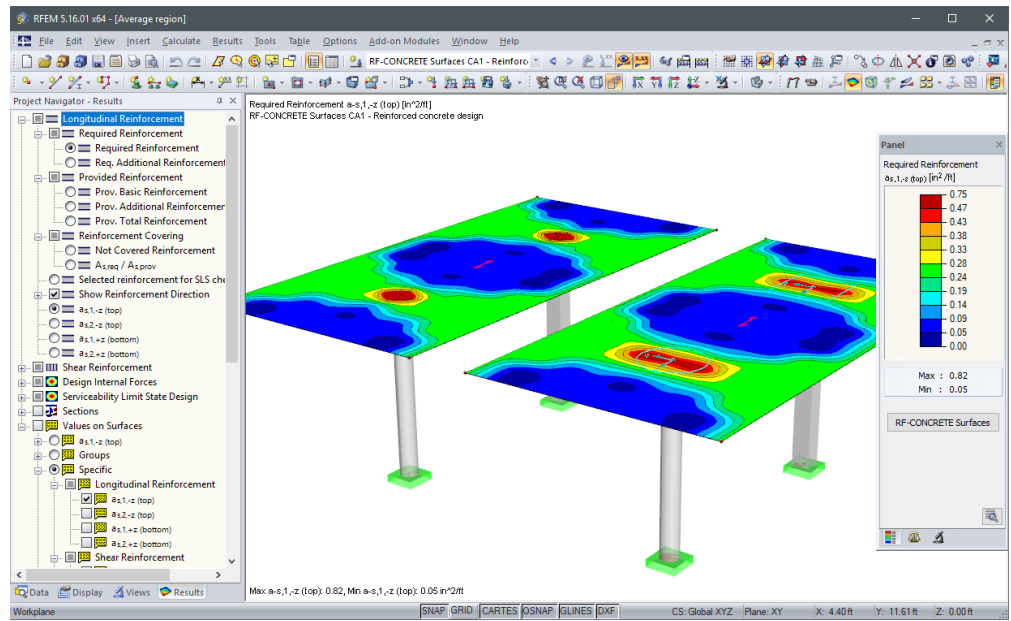 RFEM 5.16.01 x64 - [Average region]
File Edit View Insert Calculate Results Tools Table Options Add-on Modules Window Help
RF-CONCRETE Surfaces CA1 - Reinforc
Project Navigator - Results
Longitudinal Reinforcement
Required Reinforcement
Required Reinforcement
Req. Additional Reinforcement
Provided Reinforcement
Prov. Basic Reinforcement
Prov. Additional Reinforcemen
Prov. Total Reinforcement
Reinforcement Covering
Not Covered Reinforcement
As,req / As,prov
Selected reinforcement for SLS che
Show Reinforcement Direction
as,1,-z (top)
as,2,-z (top)
as,1,+z (bottom)
as,2,+z (bottom)
Shear Reinforcement
Design Internal Forces
Serviceability Limit State Design
Sections
Values on Surfaces
as,1,-z (top)
Groups
Specific
Longitudinal Reinforcement
as,1,-z (top)
as,2,-z (top)
as,1,+z (bottom)
as,2,+z (bottom)
Shear Reinforcement
Data Display Views Results
Required Reinforcement a-s,1,-z (top) [in^2/ft]
RF-CONCRETE Surfaces CA1 - Reinforced concrete design
Max a-s,1,-z (top): 0.82, Min a-s,1,-z (top): 0.05 in^2/ft
Panel
Required Reinforcement
as,1,-z (top) [in2/ft]
0.75
0.47
0.43
0.38
0.33
0.28
0.24
0.19
0.14
0.09
0.05
0.00
Max : 0.82
Min : 0.05
RF-CONCRETE Surfaces
Workplane SNAP GRID CARTES OSNAP GLINES DXF CS: Global XYZ Plane: XY X: 4.40 ft Y: 11.61 ft Z: 0.00 ft